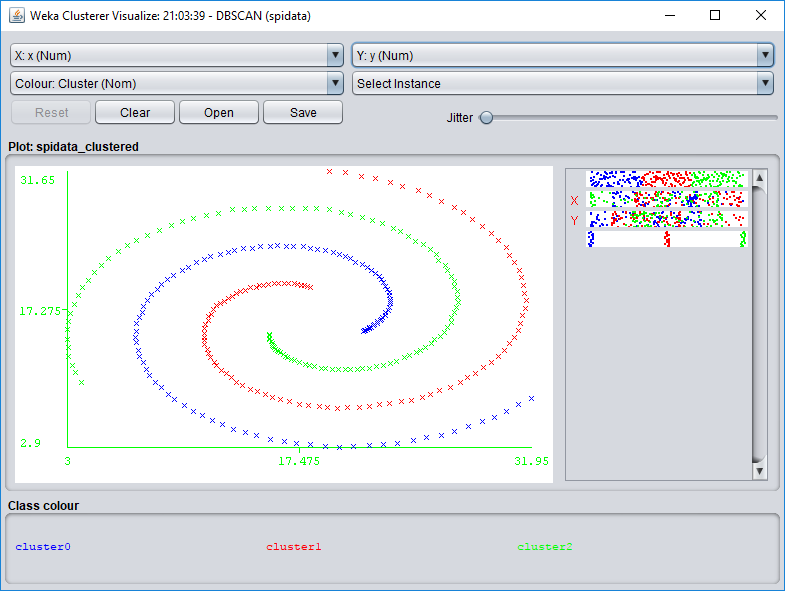 Weka Clusterer Visualize: 21:03:39 - DBSCAN (spidata)
X: x (Num) Y: y (Num)
Colour: Cluster (Nom) Select Instance
Reset Clear Open Save Jitter
Plot: spidata_clustered
31.65
17.275
2.9
3 17.475 31.95
X
Y
Class colour
cluster0 cluster1 cluster2